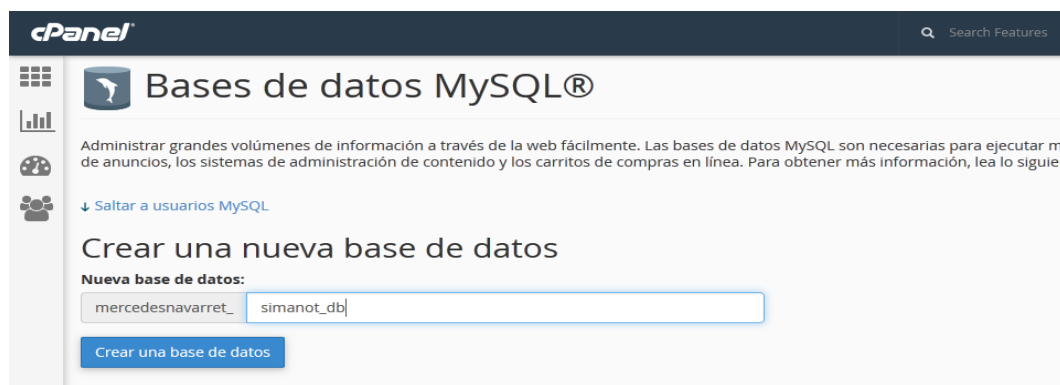 cPanel®
Search Features
Bases de datos MySQL®
Administrar grandes volúmenes de información a través de la web fácilmente. Las bases de datos MySQL son necesarias para ejecutar m
de anuncios, los sistemas de administración de contenido y los carritos de compras en línea. Para obtener más información, lea lo siguie
↓ Saltar a usuarios MySQL
Crear una nueva base de datos
Nueva base de datos:
mercedesnavarret_ simanot_db
Crear una base de datos